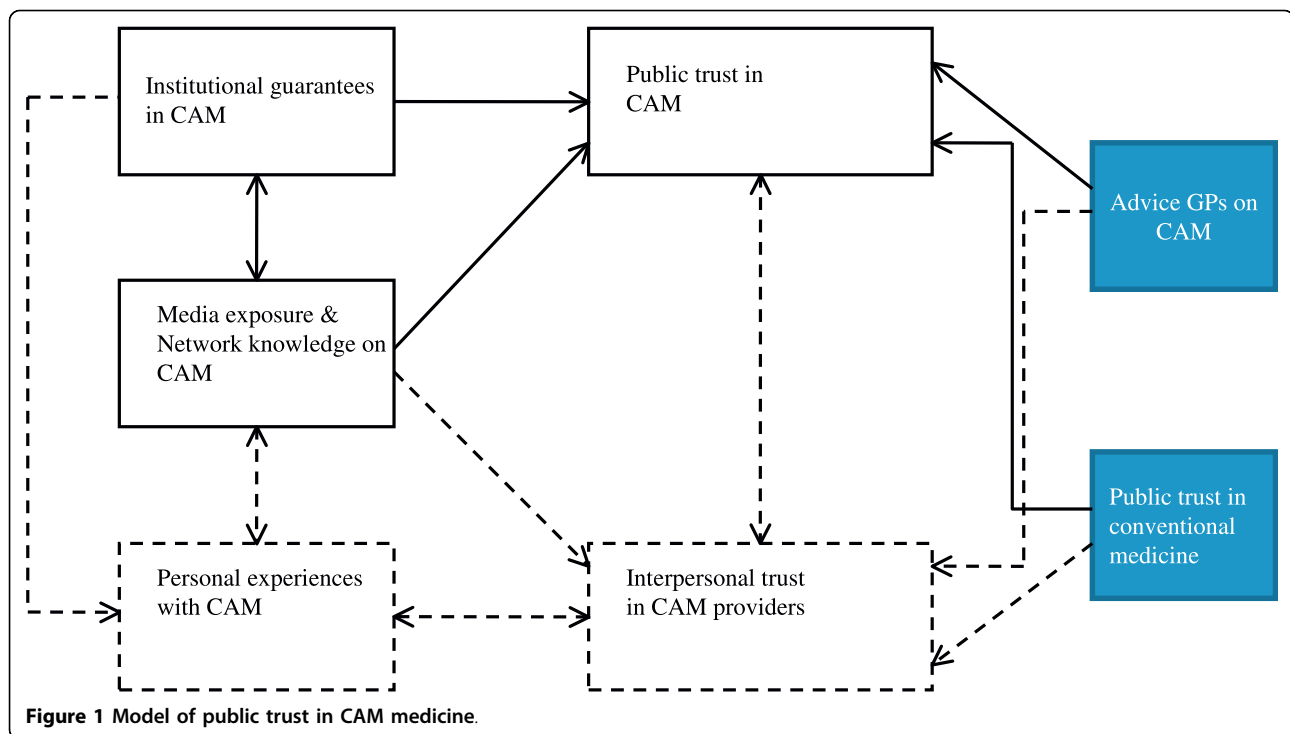 Institutional guarantees
in CAM
Public trust in
CAM
Advice GPs on
CAM
Media exposure &
Network knowledge on
CAM
Public trust in
conventional
medicine
Personal experiences
with CAM
Interpersonal trust
in CAM providers
Figure 1 Model of public trust in CAM medicine.